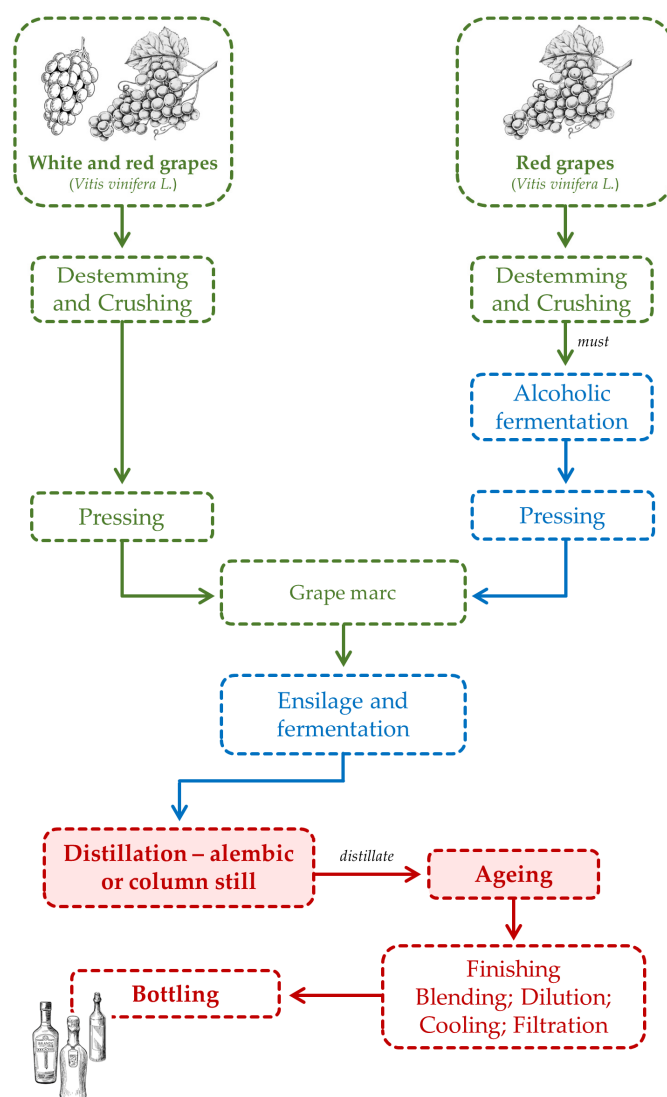 White and red grapes
(Vitis vinifera L.)
Red grapes
(Vitis vinifera L.)
Destemming
and Crushing
Destemming
and Crushing
must
Alcoholic
fermentation
Pressing
Pressing
Grape marc
Ensilage and
fermentation
Distillation – alembic
or column still
distillate
Ageing
Finishing
Blending; Dilution;
Cooling; Filtration
Bottling